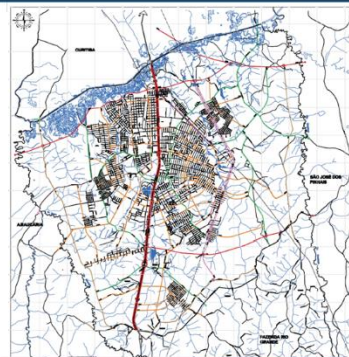 CURITIBA
SÃO JOSÉ DOS
PINHAIS
ARAUCÁRIA
FAZENDA RIO
GRANDE